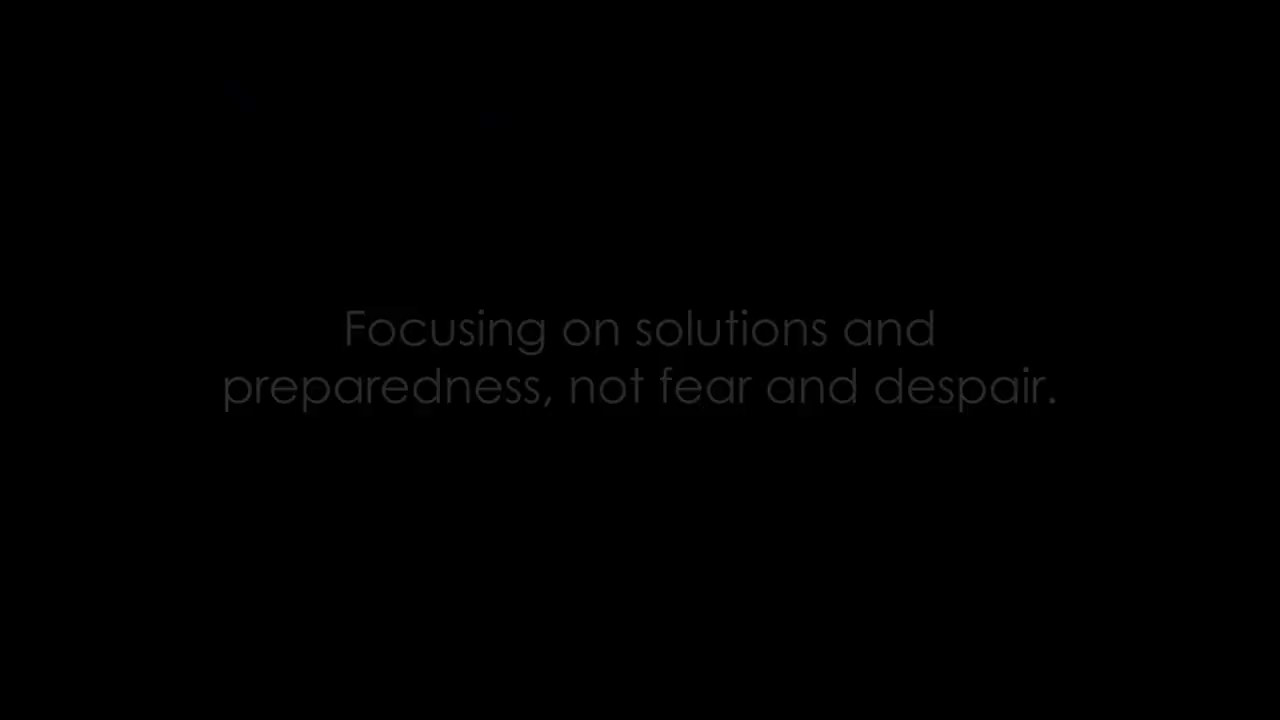 Focusing on solutions and
preparedness, not fear and despair.